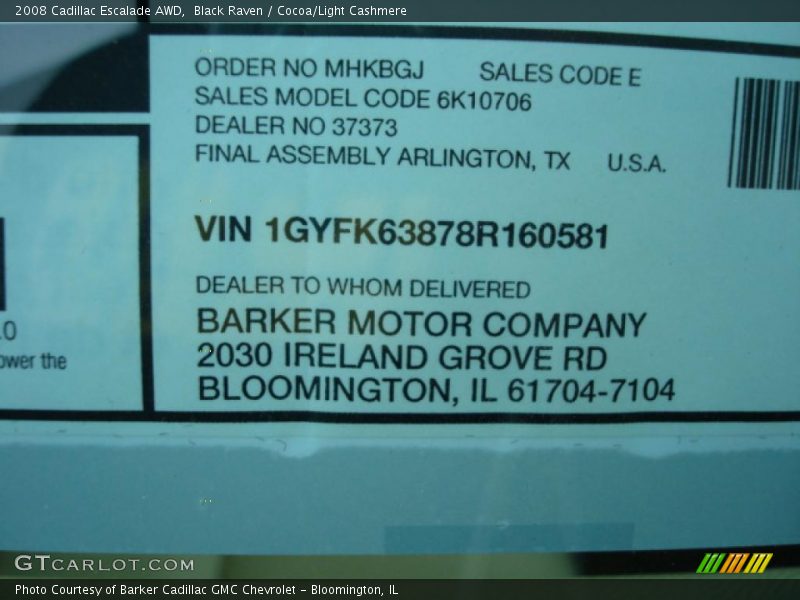 2008 Cadillac Escalade AWD, Black Raven / Cocoa/Light Cashmere
ORDER NO MHKBGJ SALES CODE E
SALES MODEL CODE 6K10706
DEALER NO 37373
FINAL ASSEMBLY ARLINGTON, TX U.S.A.
VIN 1GYFK63878R160581
DEALER TO WHOM DELIVERED
BARKER MOTOR COMPANY
2030 IRELAND GROVE RD
BLOOMINGTON, IL 61704-7104
.0
ower the
GTCARLOT.COM
Photo Courtesy of Barker Cadillac GMC Chevrolet – Bloomington, IL